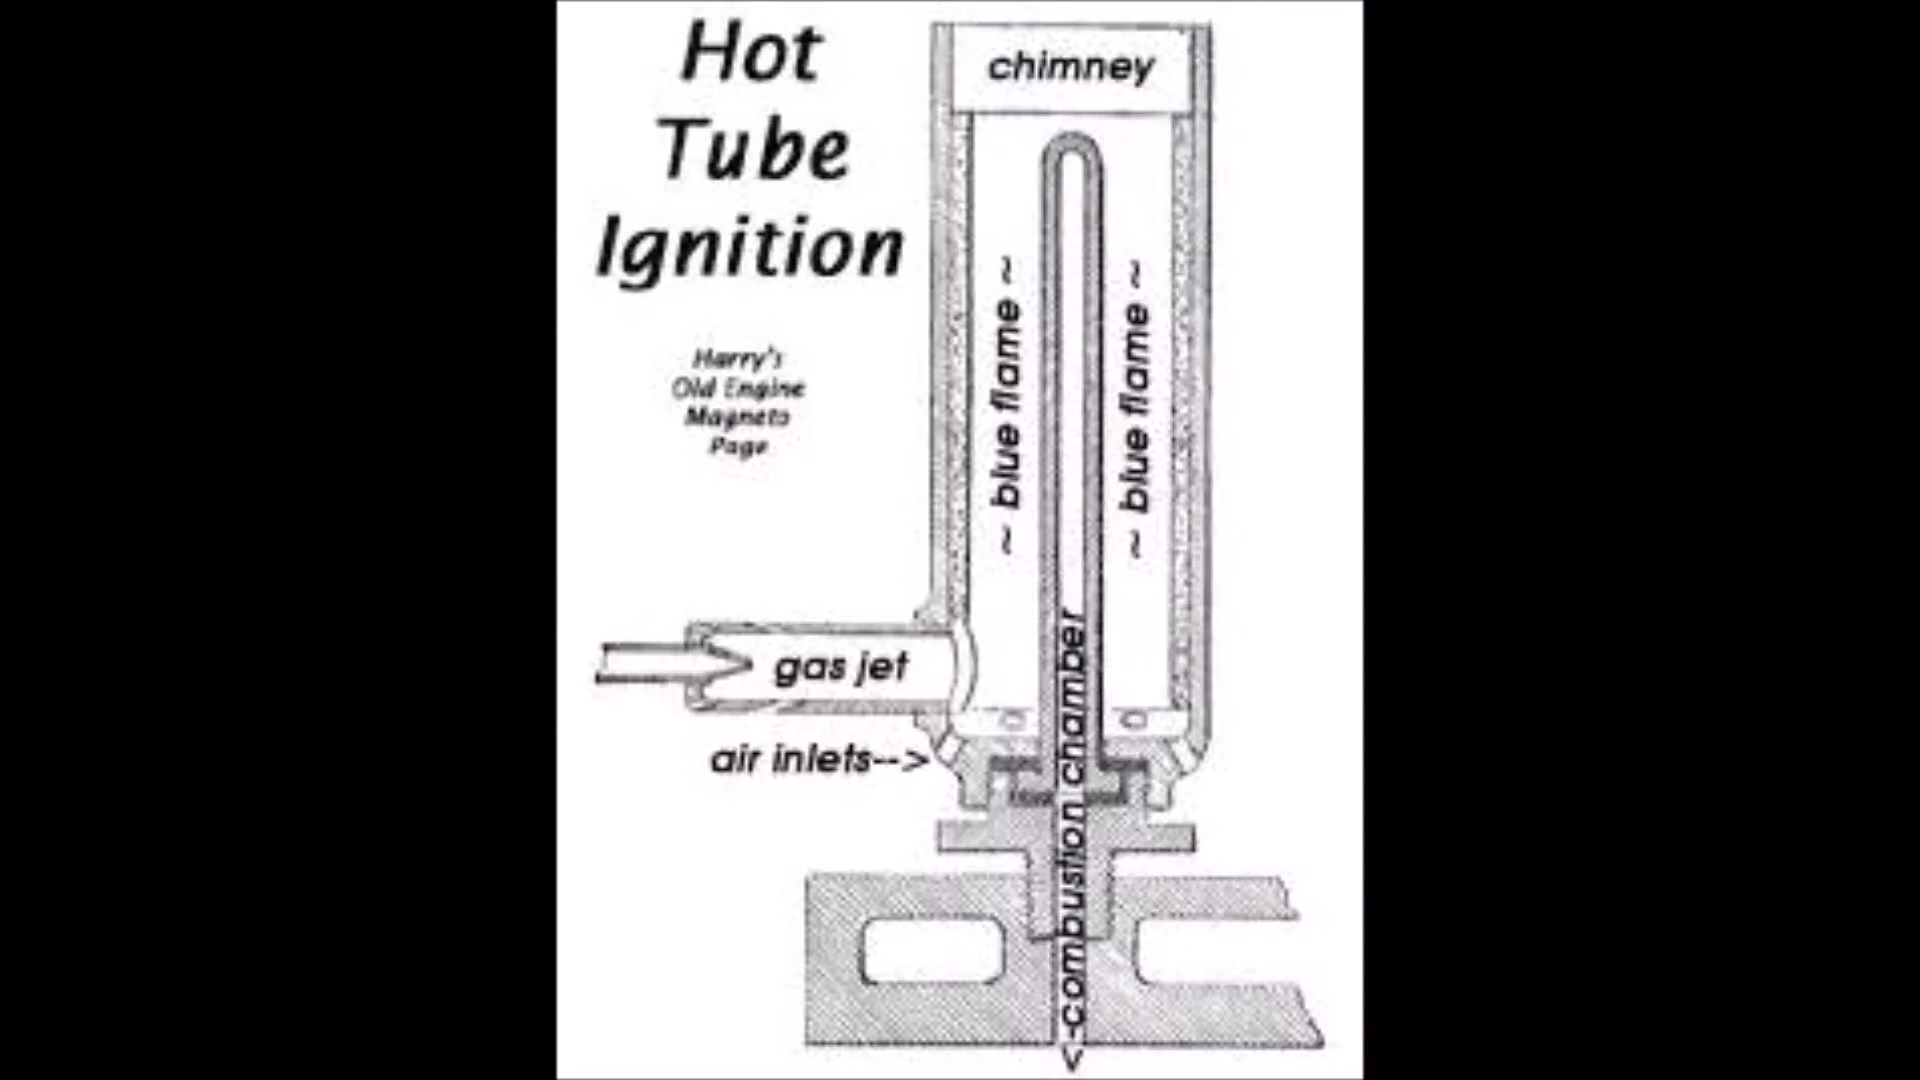 Hot
Tube
Ignition
Harry's
Old Engine
Magneto
Page
chimney
~ blue flame ~
~ blue flame ~
gas jet
air inlets-->
<-combustion chamber